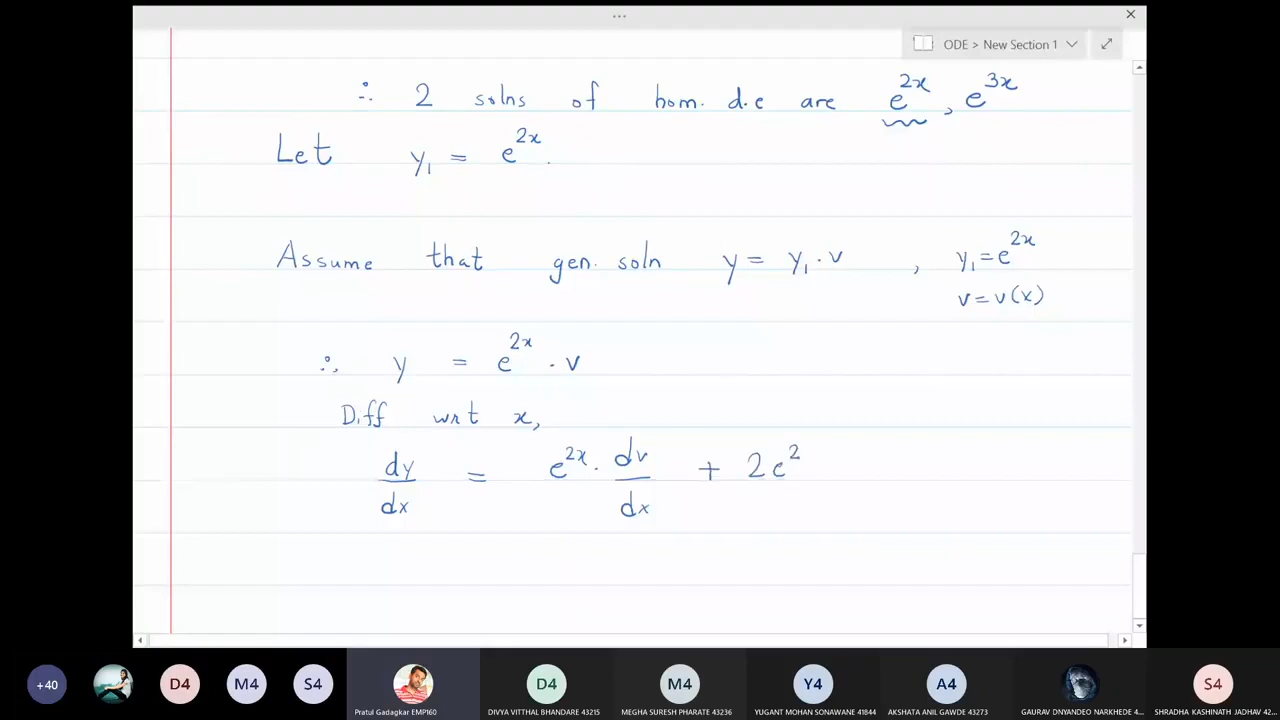 ODE > New Section 1
∴ 2 solns of hom. d.e are e^{2x}, e^{3x}
Let y₁ = e^{2x}.
Assume that gen. soln y = y₁ · v , y₁ = e^{2x}
v = v(x)
∴ y = e^{2x} · v
Diff wrt x,
dy/dx = e^{2x} · dv/dx + 2e^{2}
+40 D4 M4 S4 D4 M4 Y4 A4 S4
Pratul Gadagkar EMP160 DIVYA VITTHAL BHANDARE 43215 MEGHA SURESH PHARATE 43236 YUGANT MOHAN SONAWANE 41844 AKSHATA ANIL GAWDE 43273 GAURAV DNYANDEO NARKHEDE 4... SHRADHA KASHINATH JADHAV 42...